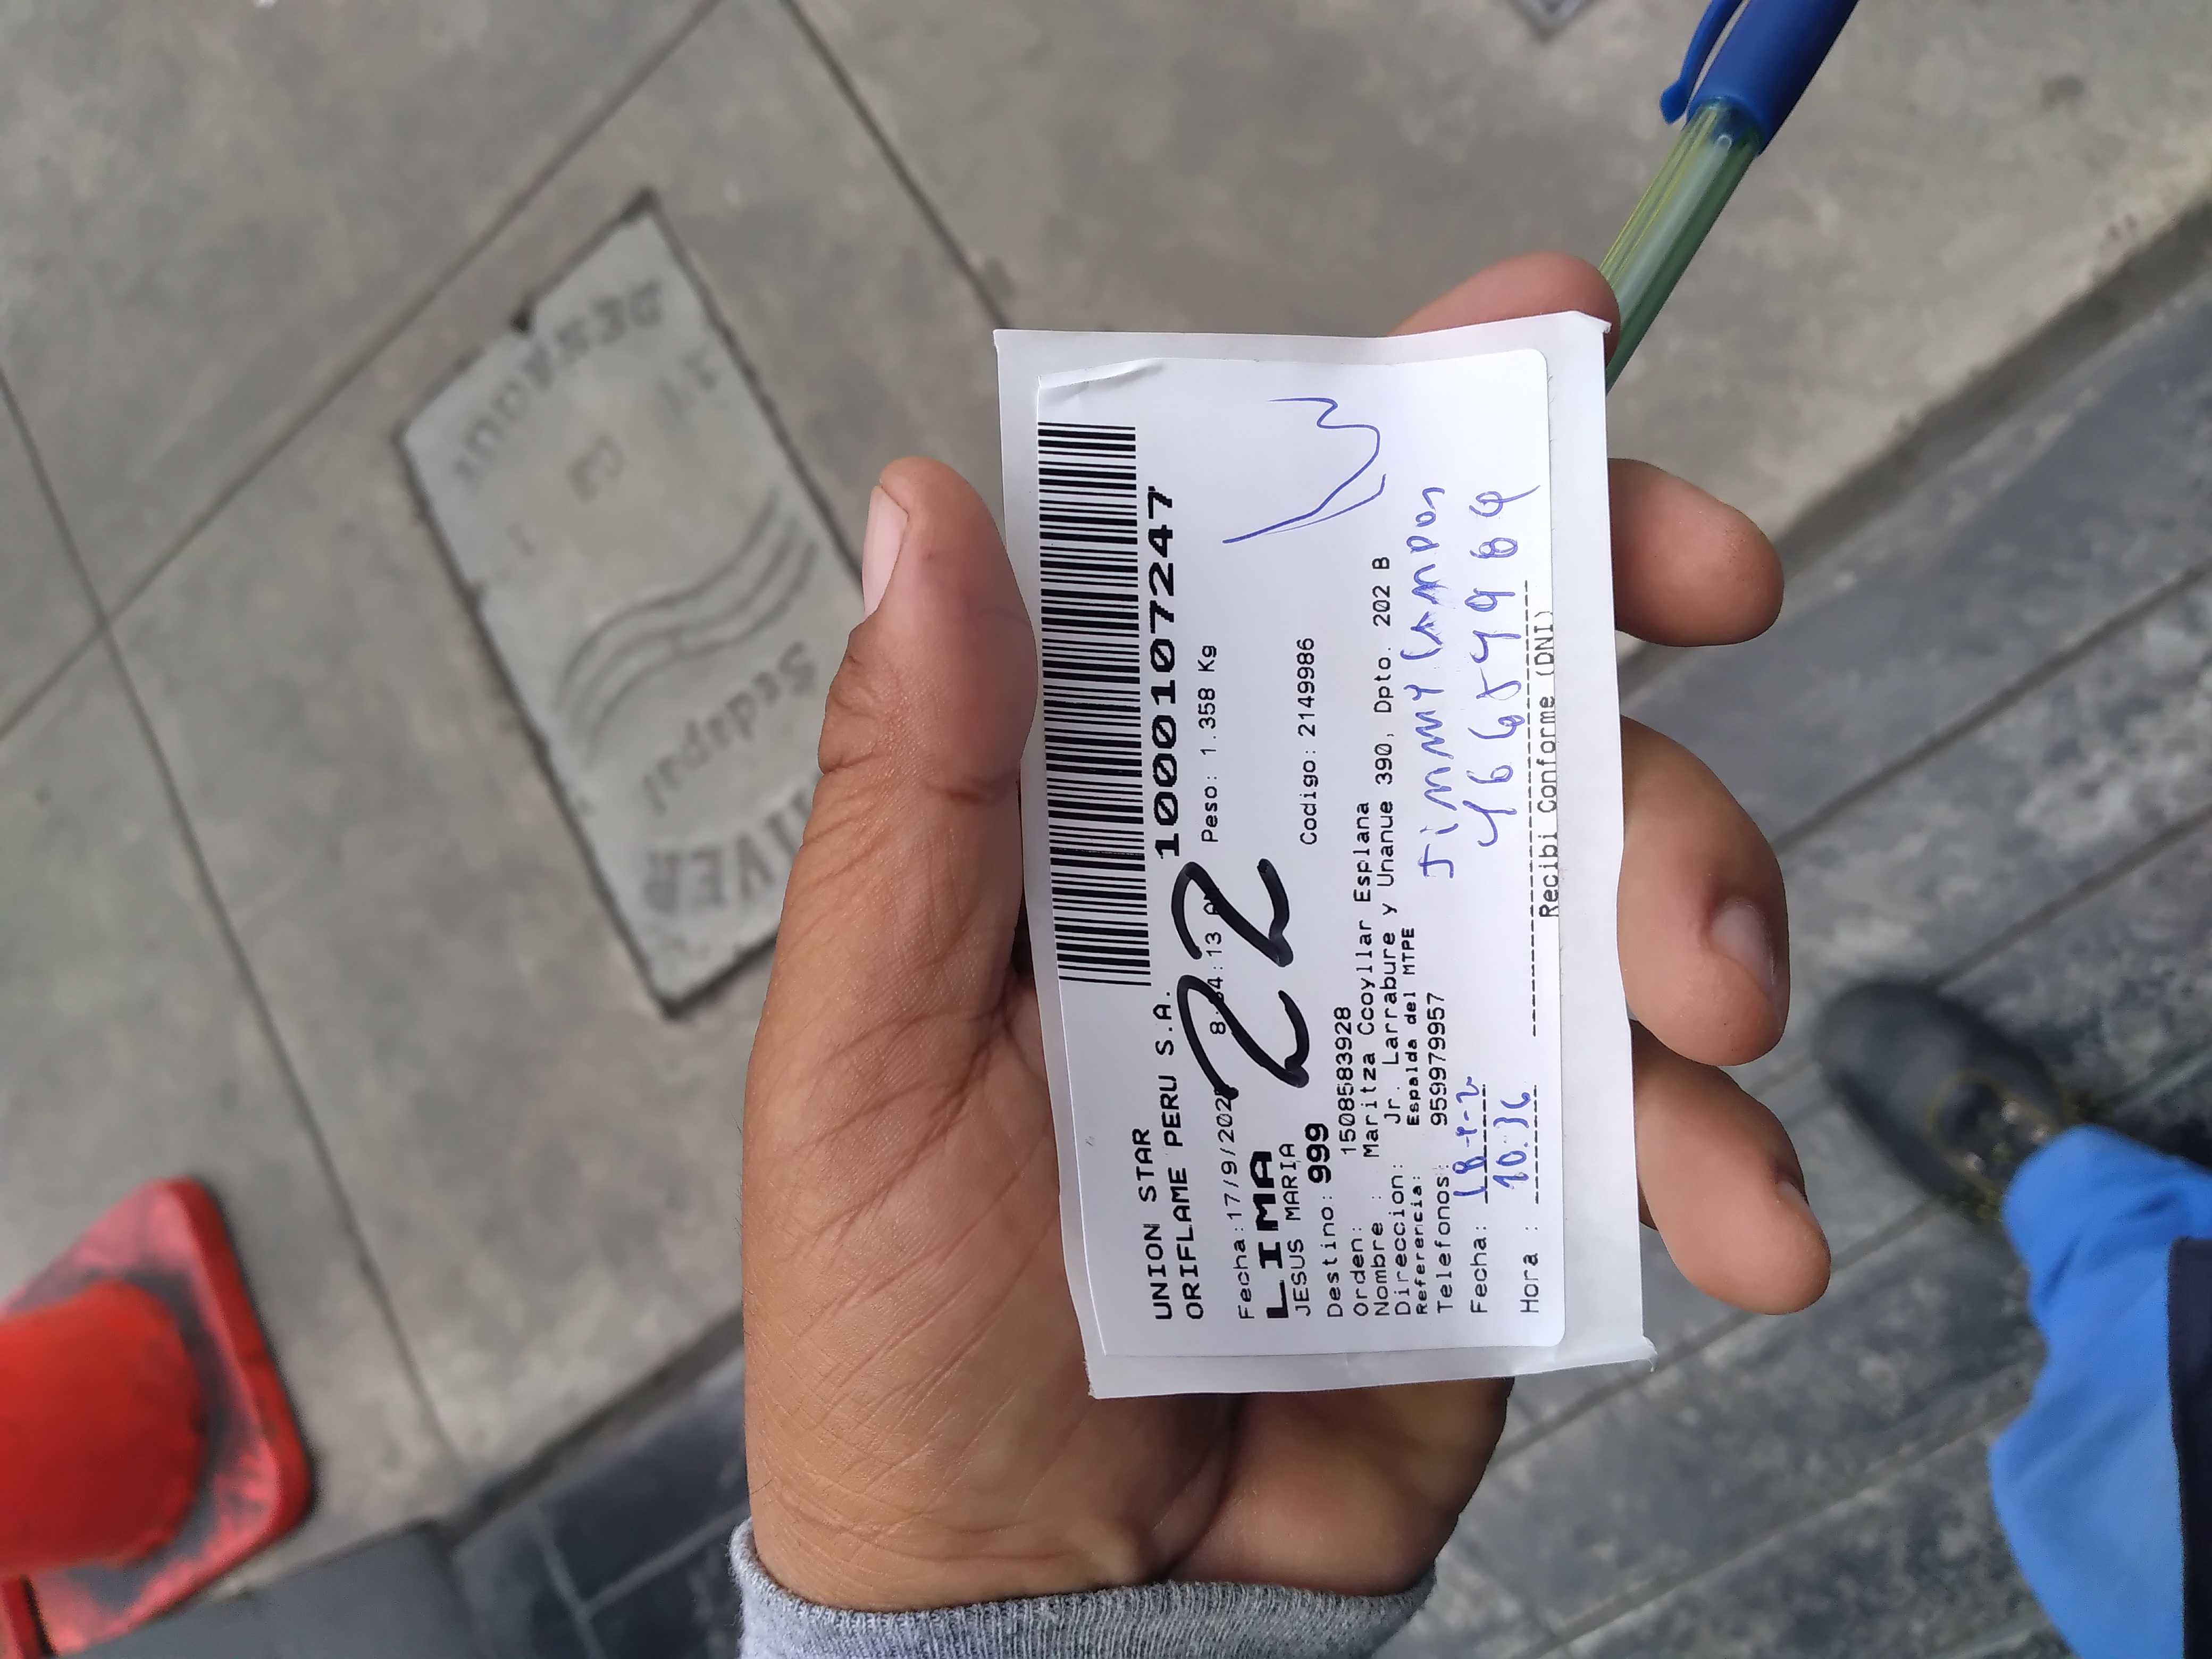 UNION STAR
ORIFLAME PERU S.A.
1000107247
Fecha:17/9/202
Peso: 1.358 Kg
LIMA
22
JESUS MARIA
Destino: 999
Codigo: 2149986
Orden: 1508583928
Nombre : Maritza Ccoyllar Esplana
Direccion: Jr. Larrabure y Unanue 390, Dpto. 202 B
Referencia: Espalda del MTPE
Telefonos: 959979957
Jimmy Campos
Fecha:
Hora : 10:36
Recibi Conforme (DNI)
Sedapal
DESAGUE